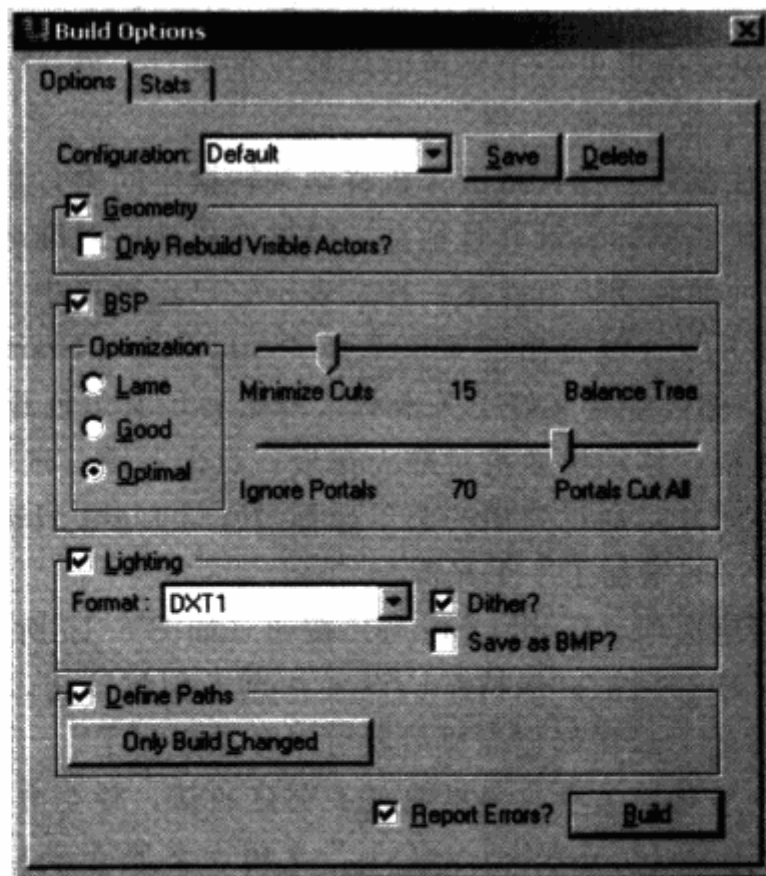 Build Options
Options Stats
Configuration: Default Save Delete
Geometry
Only Rebuild Visible Actors?
BSP
Optimization
Lame
Minimize Cuts 15 Balance Tree
Good
Optimal
Ignore Portals 70 Portals Cut All
Lighting
Format : DXT1 Dither?
Save as BMP?
Define Paths
Only Build Changed
Report Errors? Build